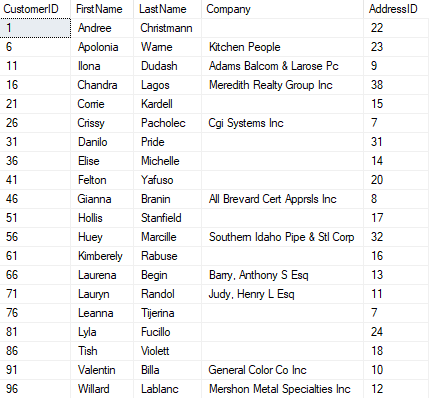 CustomerID FirstName LastName Company AddressID
1 Andree Christmann 22
6 Apolonia Warne Kitchen People 23
11 Ilona Dudash Adams Balcom & Larose Pc 9
16 Chandra Lagos Meredith Realty Group Inc 38
21 Corrie Kardell 15
26 Crissy Pacholec Cgi Systems Inc 7
31 Danilo Pride 31
36 Elise Michelle 14
41 Felton Yafuso 20
46 Gianna Branin All Brevard Cert Apprsls Inc 8
51 Hollis Stanfield 17
56 Huey Marcille Southern Idaho Pipe & Stl Corp 32
61 Kimberely Rabuse 16
66 Laurena Begin Barry, Anthony S Esq 13
71 Lauryn Randol Judy, Henry L Esq 11
76 Leanna Tijerina 7
81 Lyla Fucillo 24
86 Tish Violett 18
91 Valentin Billa General Color Co Inc 10
96 Willard Lablanc Mershon Metal Specialties Inc 12